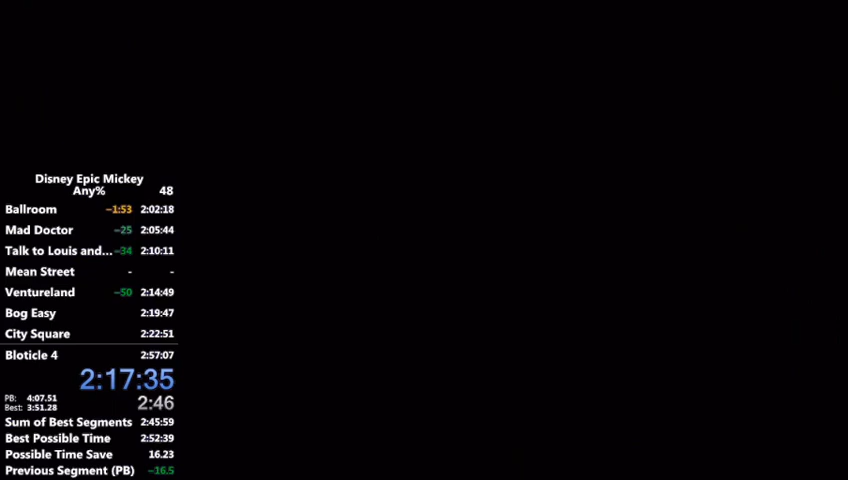 Disney Epic Mickey
Any% 48
Ballroom −1:53 2:02:18
Mad Doctor −25 2:05:44
Talk to Louis and... −34 2:10:11
Mean Street - -
Ventureland −50 2:14:49
Bog Easy 2:19:47
City Square 2:22:51
Bloticle 4 2:57:07
2:17:35
PB: 4:07.51
Best: 3:51.28
2:46
Sum of Best Segments 2:45:59
Best Possible Time 2:52:39
Possible Time Save 16.23
Previous Segment (PB) −16.5